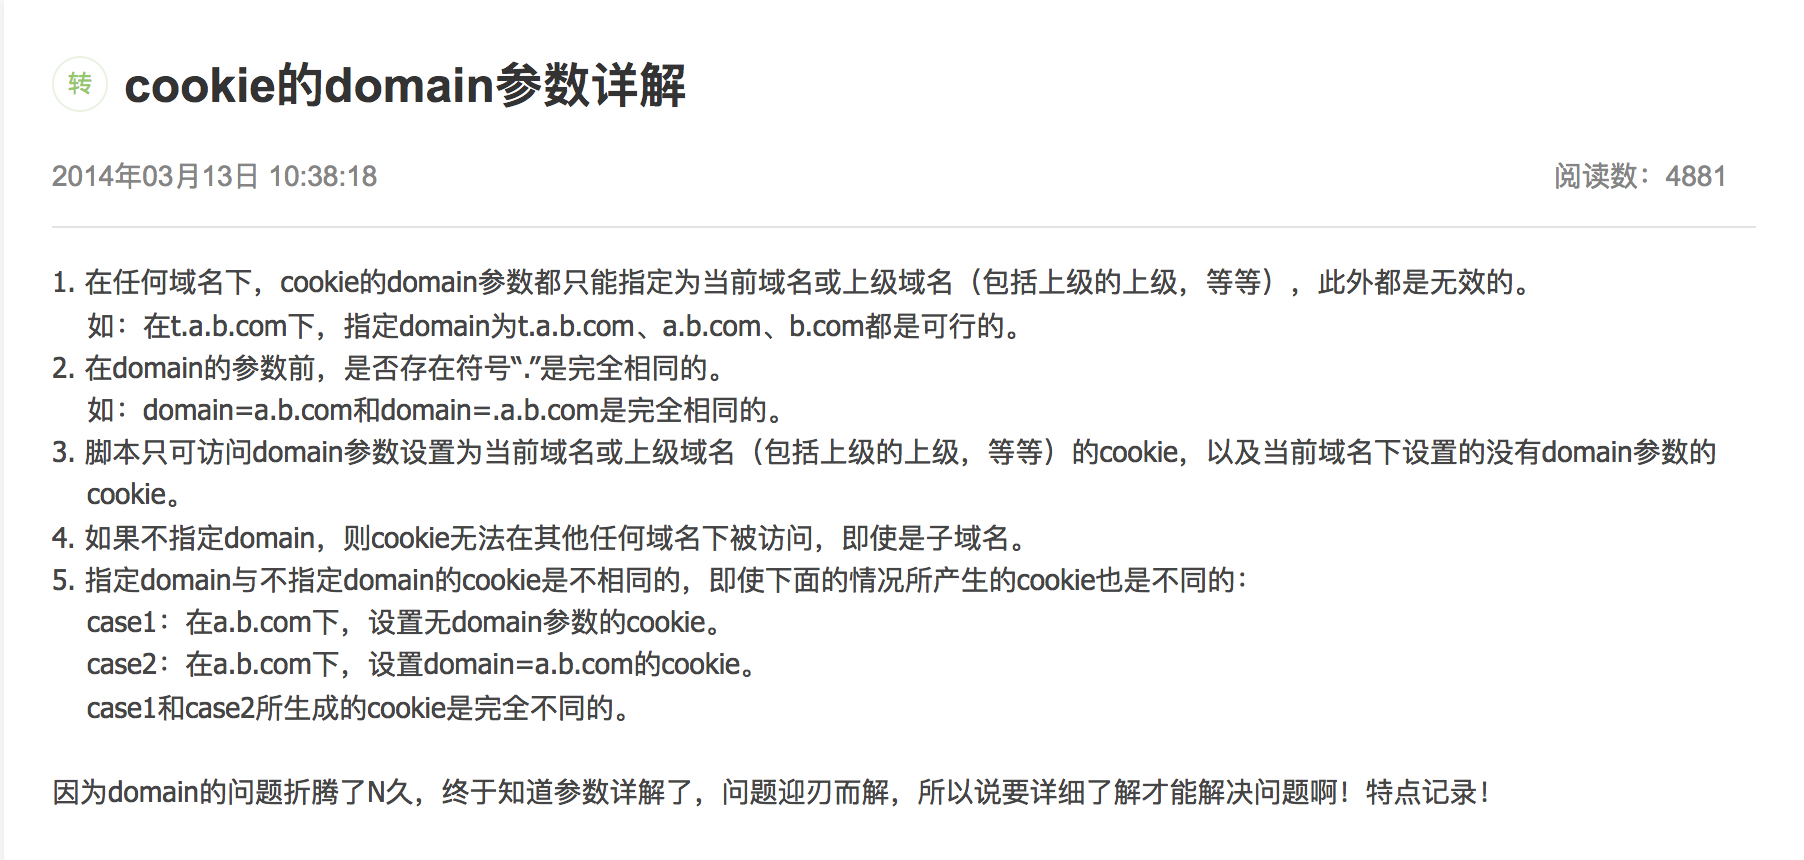 转 cookie的domain参数详解
2014年03月13日 10:38:18 阅读数：4881
1. 在任何域名下，cookie的domain参数都只能指定为当前域名或上级域名（包括上级的上级，等等），此外都是无效的。
如：在t.a.b.com下，指定domain为t.a.b.com、a.b.com、b.com都是可行的。
2. 在domain的参数前，是否存在符号“.”是完全相同的。
如：domain=a.b.com和domain=.a.b.com是完全相同的。
3. 脚本只可访问domain参数设置为当前域名或上级域名（包括上级的上级，等等）的cookie，以及当前域名下设置的没有domain参数的
cookie。
4. 如果不指定domain，则cookie无法在其他任何域名下被访问，即使是子域名。
5. 指定domain与不指定domain的cookie是不相同的，即使下面的情况所产生的cookie也是不同的：
case1：在a.b.com下，设置无domain参数的cookie。
case2：在a.b.com下，设置domain=a.b.com的cookie。
case1和case2所生成的cookie是完全不同的。
因为domain的问题折腾了N久，终于知道参数详解了，问题迎刃而解，所以说要详细了解才能解决问题啊！特点记录！